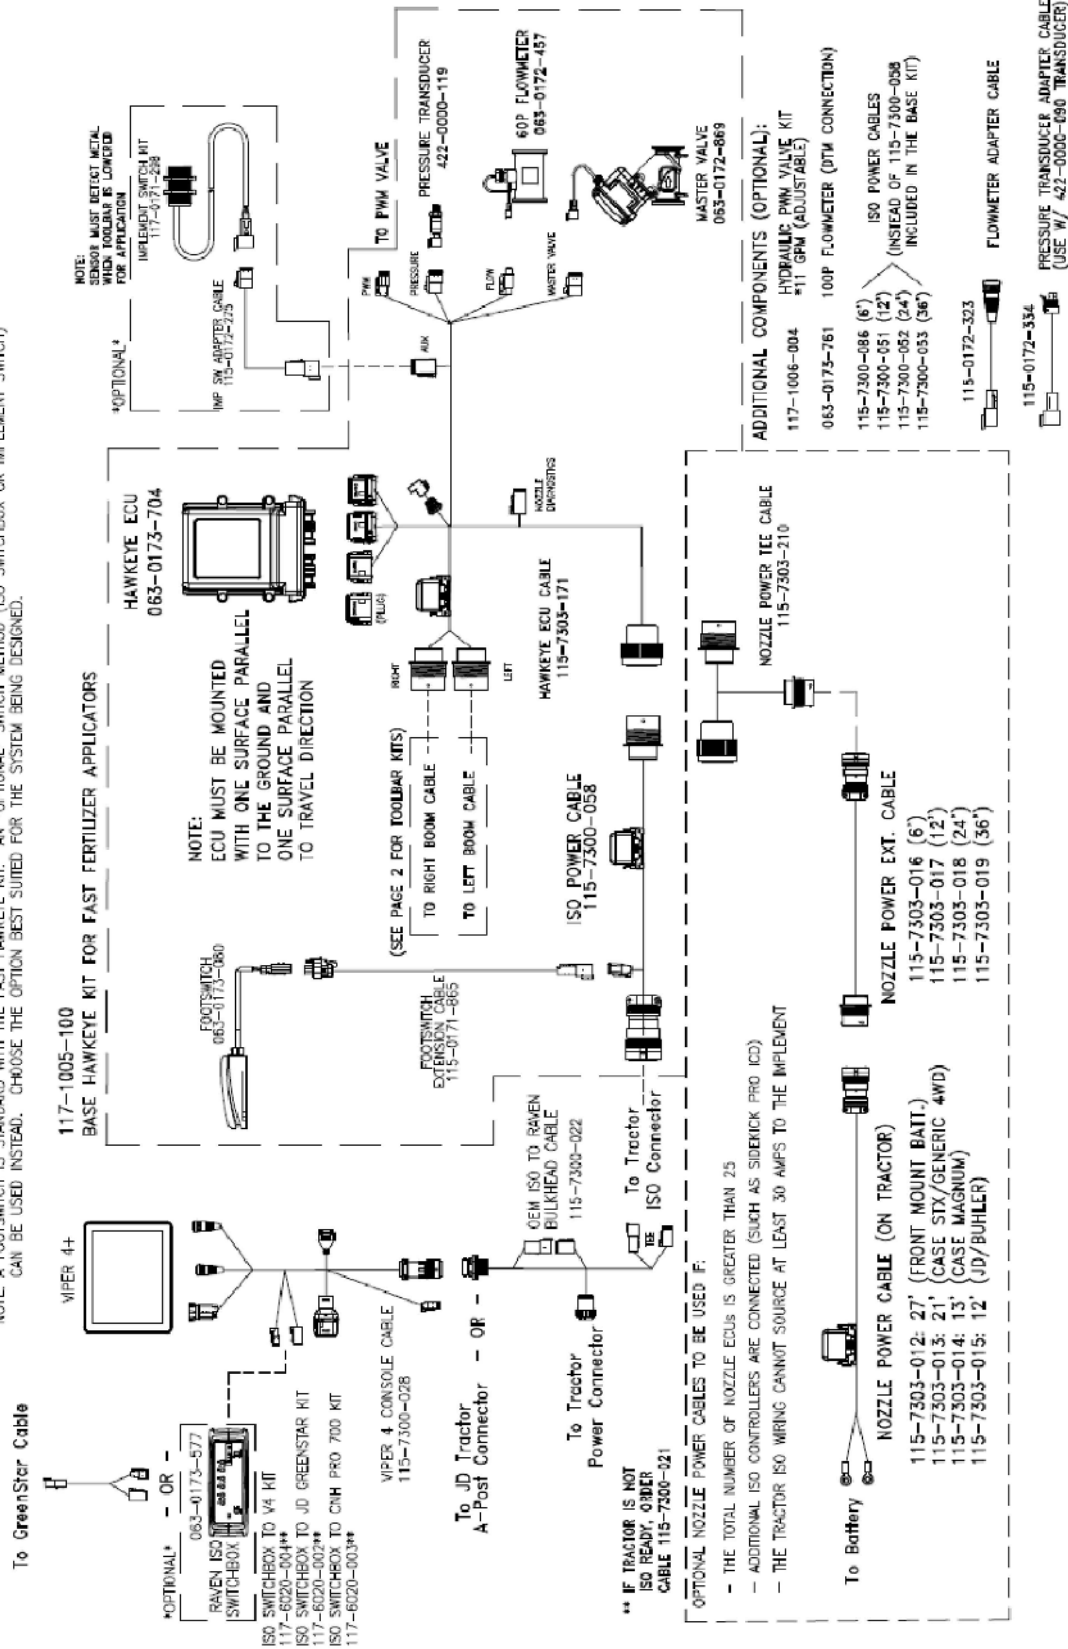 NOTE: A FOOTSWITCH IS STANDARD WITH THE FAST HAWKEYE KIT. AN OPTIONAL SWITCH METHOD (ISO SWITCHBOX OR IMPLEMENT SWITCH)
CAN BE USED INSTEAD. CHOOSE THE OPTION BEST SUITED FOR THE SYSTEM BEING DESIGNED.
To GreenStar Cable
*OPTIONAL*
- OR -
063-0173-577
RAVEN ISO
SWITCHBOX
ISO SWITCHBOX TO V4 KIT
117-6020-004**
ISO SWITCHBOX TO JD GREENSTAR KIT
117-6020-002**
ISO SWITCHBOX TO CNH PRO 700 KIT
117-6020-003**
VIPER 4+
VIPER 4 CONSOLE CABLE
115-7300-028
To JD Tractor
A-Post Connector
- OR -
To Tractor
Power Connector
OEM ISO TO RAVEN
BULKHEAD CABLE
115-7300-022
TEE
To Tractor
ISO Connector
** IF TRACTOR IS NOT
ISO READY, ORDER
CABLE 115-7300-021
117-1005-100
BASE HAWKEYE KIT FOR FAST FERTILIZER APPLICATORS
FOOTSWITCH
063-0173-080
FOOTSWITCH
EXTENSION CABLE
115-0171-865
HAWKEYE ECU
063-0173-704
NOTE:
ECU MUST BE MOUNTED
WITH ONE SURFACE PARALLEL
TO THE GROUND AND
ONE SURFACE PARALLEL
TO TRAVEL DIRECTION
(SEE PAGE 2 FOR TOOLBAR KITS)
TO RIGHT BOOM CABLE
TO LEFT BOOM CABLE
RIGHT
LEFT
(PLUG)
ISO POWER CABLE
115-7300-058
HAWKEYE ECU CABLE
115-7303-171
NOZZLE
DIAGNOSTICS
*OPTIONAL*
NOTE:
SENSOR MUST DETECT METAL
WHEN TOOLBAR IS LOWERED
FOR APPLICATION
IMPLEMENT SWITCH KIT
117-0171-298
IMP SW ADAPTER CABLE
115-0172-225
AUX
PWM
PRESSURE
FLOW
MASTER VALVE
TO PWM VALVE
PRESSURE TRANSDUCER
422-0000-119
60P FLOWMETER
063-0172-457
MASTER VALVE
063-0172-869
ADDITIONAL COMPONENTS (OPTIONAL):
117-1006-004 HYDRAULIC PWM VALVE KIT
*11 GPM (ADJUSTABLE)
063-0173-761 100P FLOWMETER (DTM CONNECTION)
115-7300-086 (6')
115-7300-051 (12')
115-7300-052 (24')
115-7300-053 (36')
ISO POWER CABLES
(INSTEAD OF 115-7300-058
INCLUDED IN THE BASE KIT)
115-0172-323 FLOWMETER ADAPTER CABLE
115-0172-334 PRESSURE TRANSDUCER ADAPTER CABLE
(USE W/ 422-0000-090 TRANSDUCER)
OPTIONAL NOZZLE POWER CABLES TO BE USED IF:
- THE TOTAL NUMBER OF NOZZLE ECUs IS GREATER THAN 25
- ADDITIONAL ISO CONTROLLERS ARE CONNECTED (SUCH AS SIDEKICK PRO ICD)
- THE TRACTOR ISO WIRING CANNOT SOURCE AT LEAST 30 AMPS TO THE IMPLEMENT
To Battery
NOZZLE POWER CABLE (ON TRACTOR)
115-7303-012: 27' (FRONT MOUNT BATT.)
115-7303-013: 21' (CASE STX/GENERIC 4WD)
115-7303-014: 13' (CASE MAGNUM)
115-7303-015: 12' (JD/BUHLER)
NOZZLE POWER EXT. CABLE
115-7303-016 (6')
115-7303-017 (12')
115-7303-018 (24')
115-7303-019 (36')
NOZZLE POWER TEE CABLE
115-7303-210